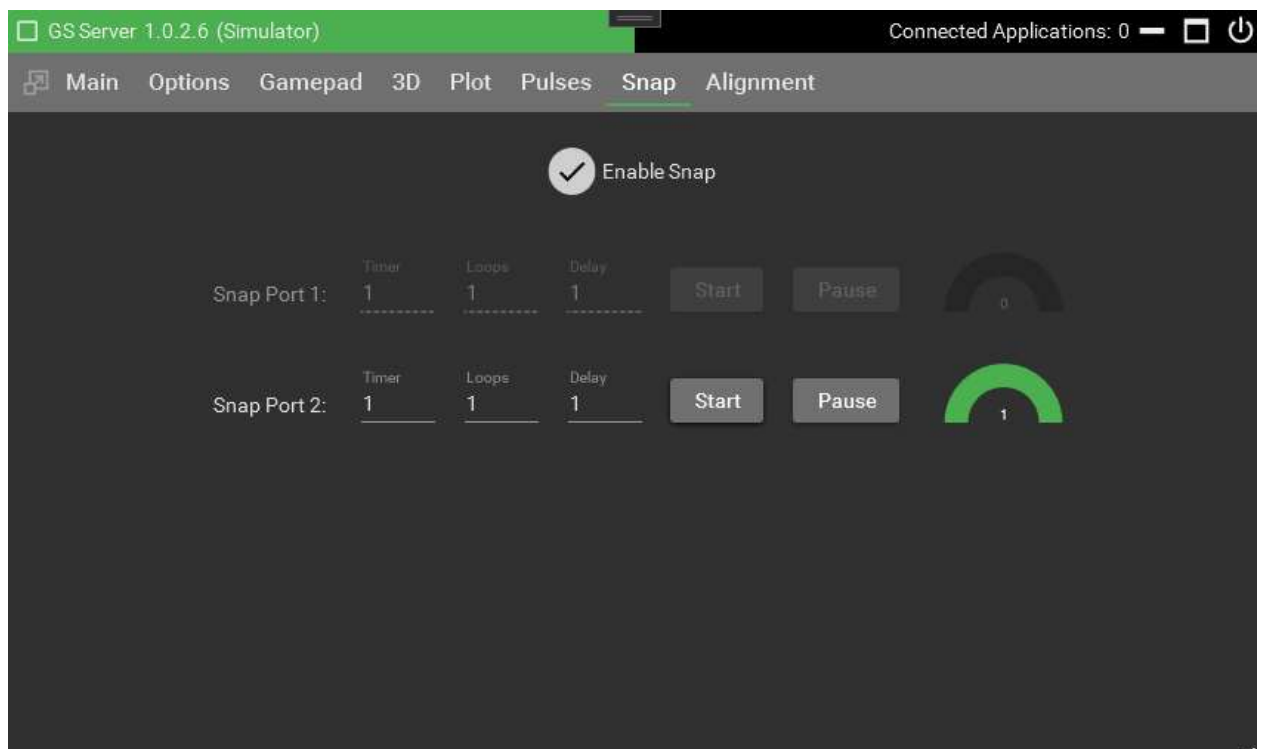 GS Server 1.0.2.6 (Simulator) Connected Applications: 0
Main Options Gamepad 3D Plot Pulses Snap Alignment
Enable Snap
Timer Loops Delay
Snap Port 1: 1 1 1 Start Pause 0
Timer Loops Delay
Snap Port 2: 1 1 1 Start Pause 1